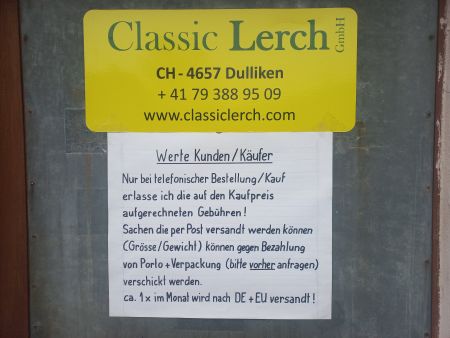 Classic Lerch GmbH
CH - 4657 Dulliken
+ 41 79 388 95 09
www.classiclerch.com
Werte Kunden/Käufer
Nur bei telefonischer Bestellung/Kauf
erlasse ich die auf den Kaufpreis
aufgerechneten Gebühren!
Sachen die per Post versandt werden können
(Grösse/Gewicht) können gegen Bezahlung
von Porto + Verpackung (bitte vorher anfragen)
verschickt werden.
ca. 1x im Monat wird nach DE + EU versandt!